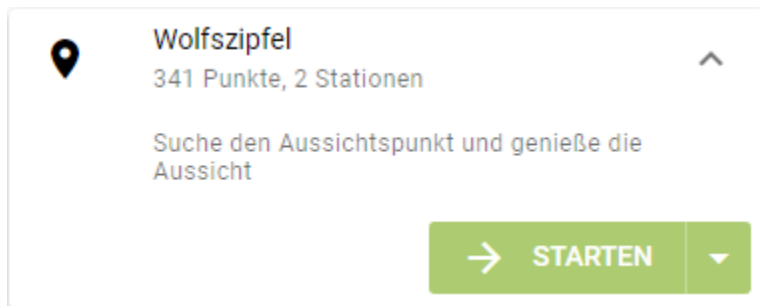 Wolfszipfel
341 Punkte, 2 Stationen
Suche den Aussichtspunkt und genieße die
Aussicht
STARTEN